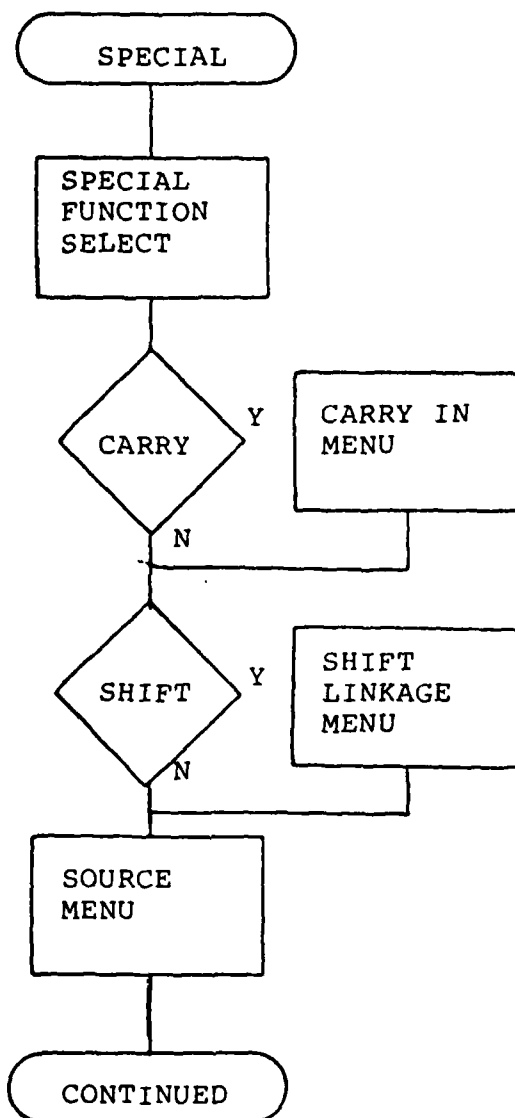 SPECIAL
SPECIAL
FUNCTION
SELECT
CARRY
Y
CARRY IN
MENU
N
SHIFT
Y
SHIFT
LINKAGE
MENU
N
SOURCE
MENU
CONTINUED